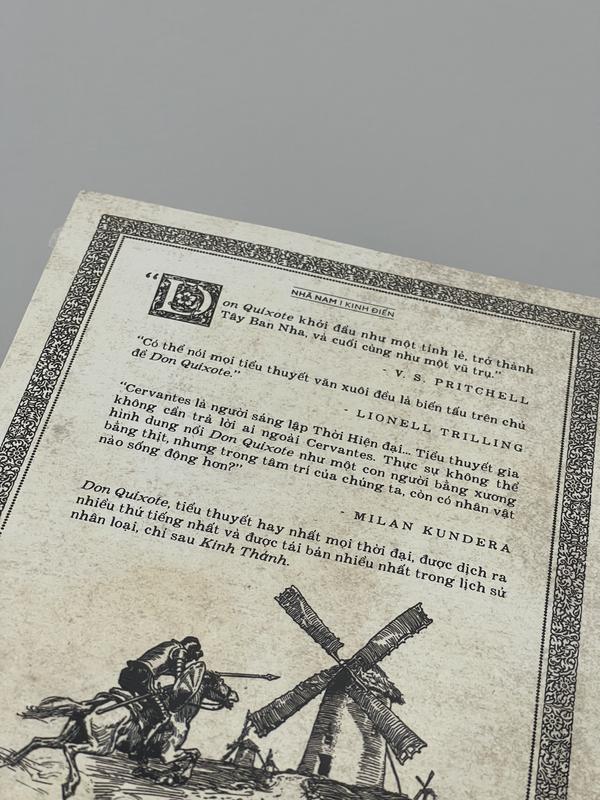 NHÃ NAM | KINH ĐIỂN
“Don Quixote khởi đầu như một tỉnh lẻ, trở thành
Tây Ban Nha, và cuối cùng như một vũ trụ.”
- V. S. PRITCHELL
“Có thể nói mọi tiểu thuyết văn xuôi đều là biến tấu trên chủ
đề Don Quixote.”
- LIONELL TRILLING
“Cervantes là người sáng lập Thời Hiện đại... Tiểu thuyết gia
không cần trả lời ai ngoài Cervantes. Thực sự không thể
hình dung nổi Don Quixote như một con người bằng xương
bằng thịt, nhưng trong tâm trí của chúng ta, còn có nhân vật
nào sống động hơn?”
- MILAN KUNDERA
Don Quixote, tiểu thuyết hay nhất mọi thời đại, được dịch ra
nhiều thứ tiếng nhất và được tái bản nhiều nhất trong lịch sử
nhân loại, chỉ sau Kinh Thánh.